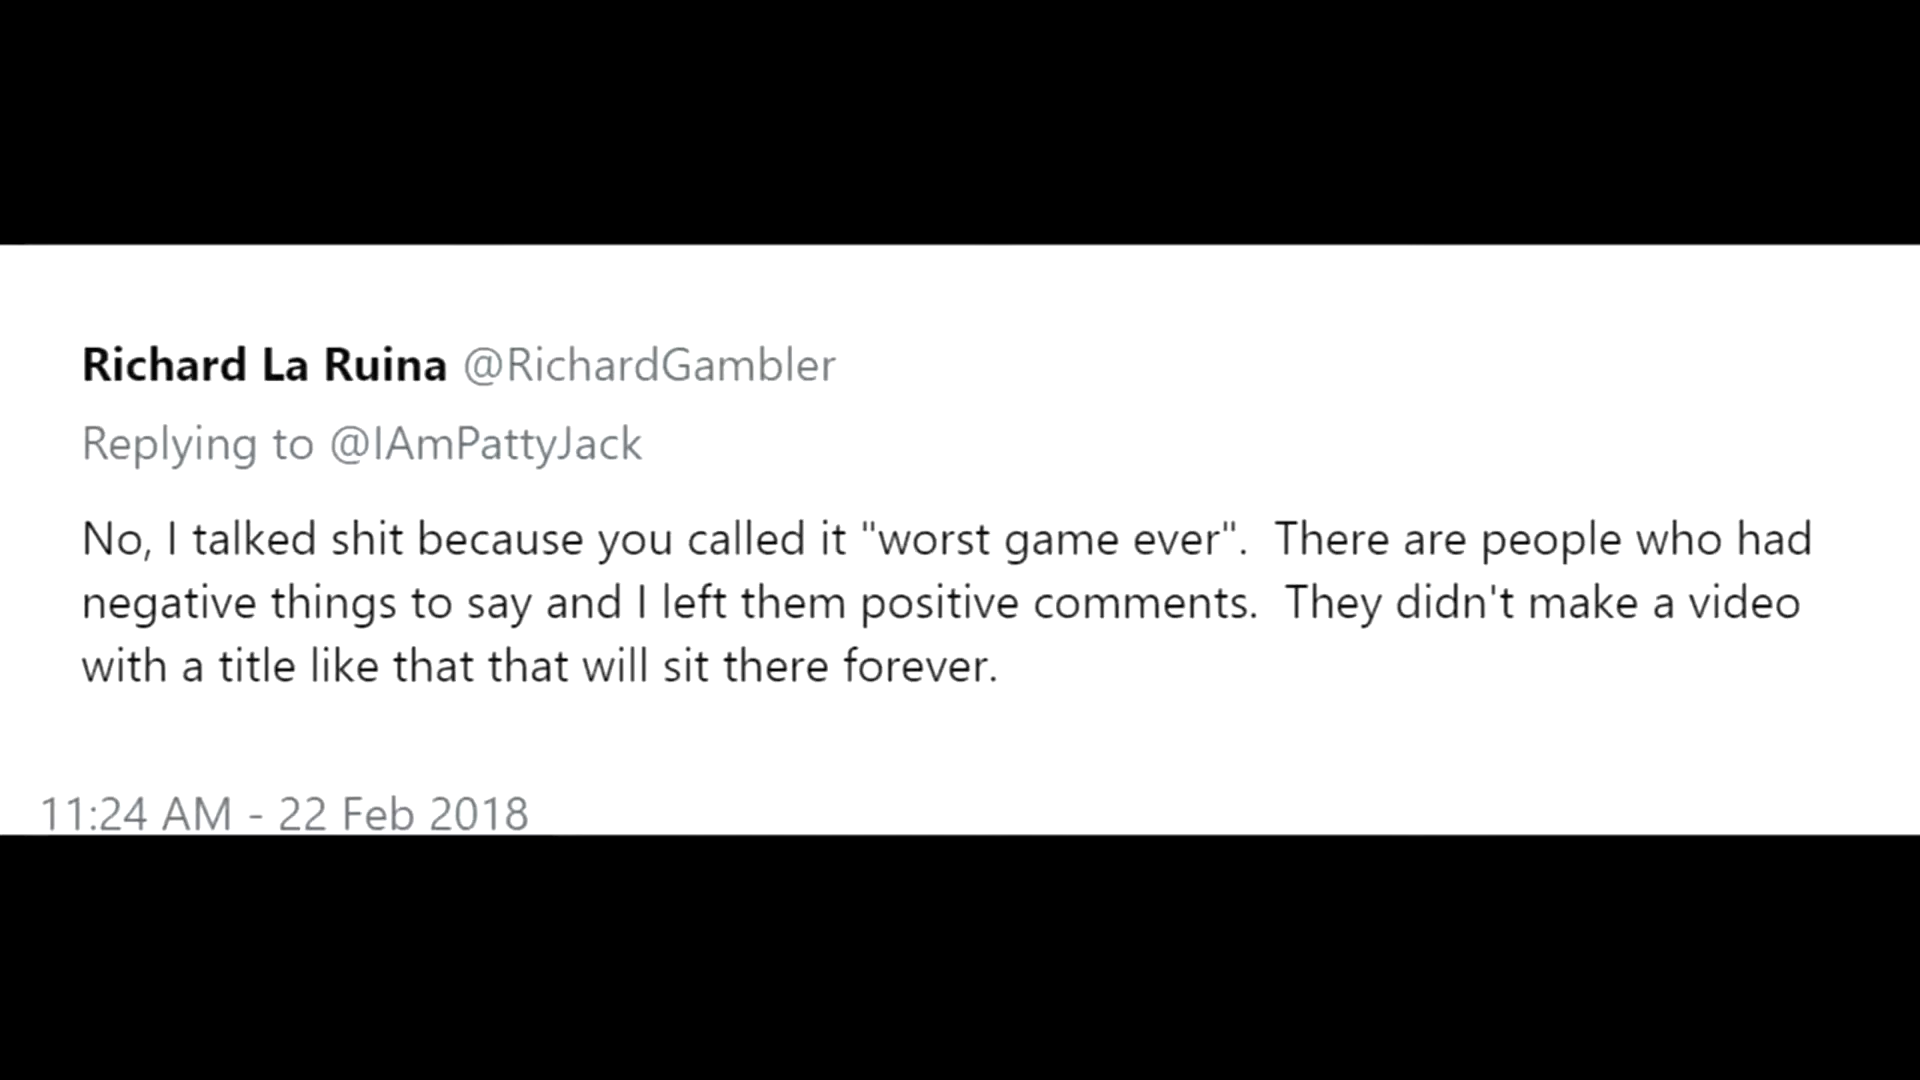 Richard La Ruina @RichardGambler
Replying to @IAmPattyJack
No, I talked shit because you called it "worst game ever".  There are people who had
negative things to say and I left them positive comments.  They didn't make a video
with a title like that that will sit there forever.
11:24 AM - 22 Feb 2018